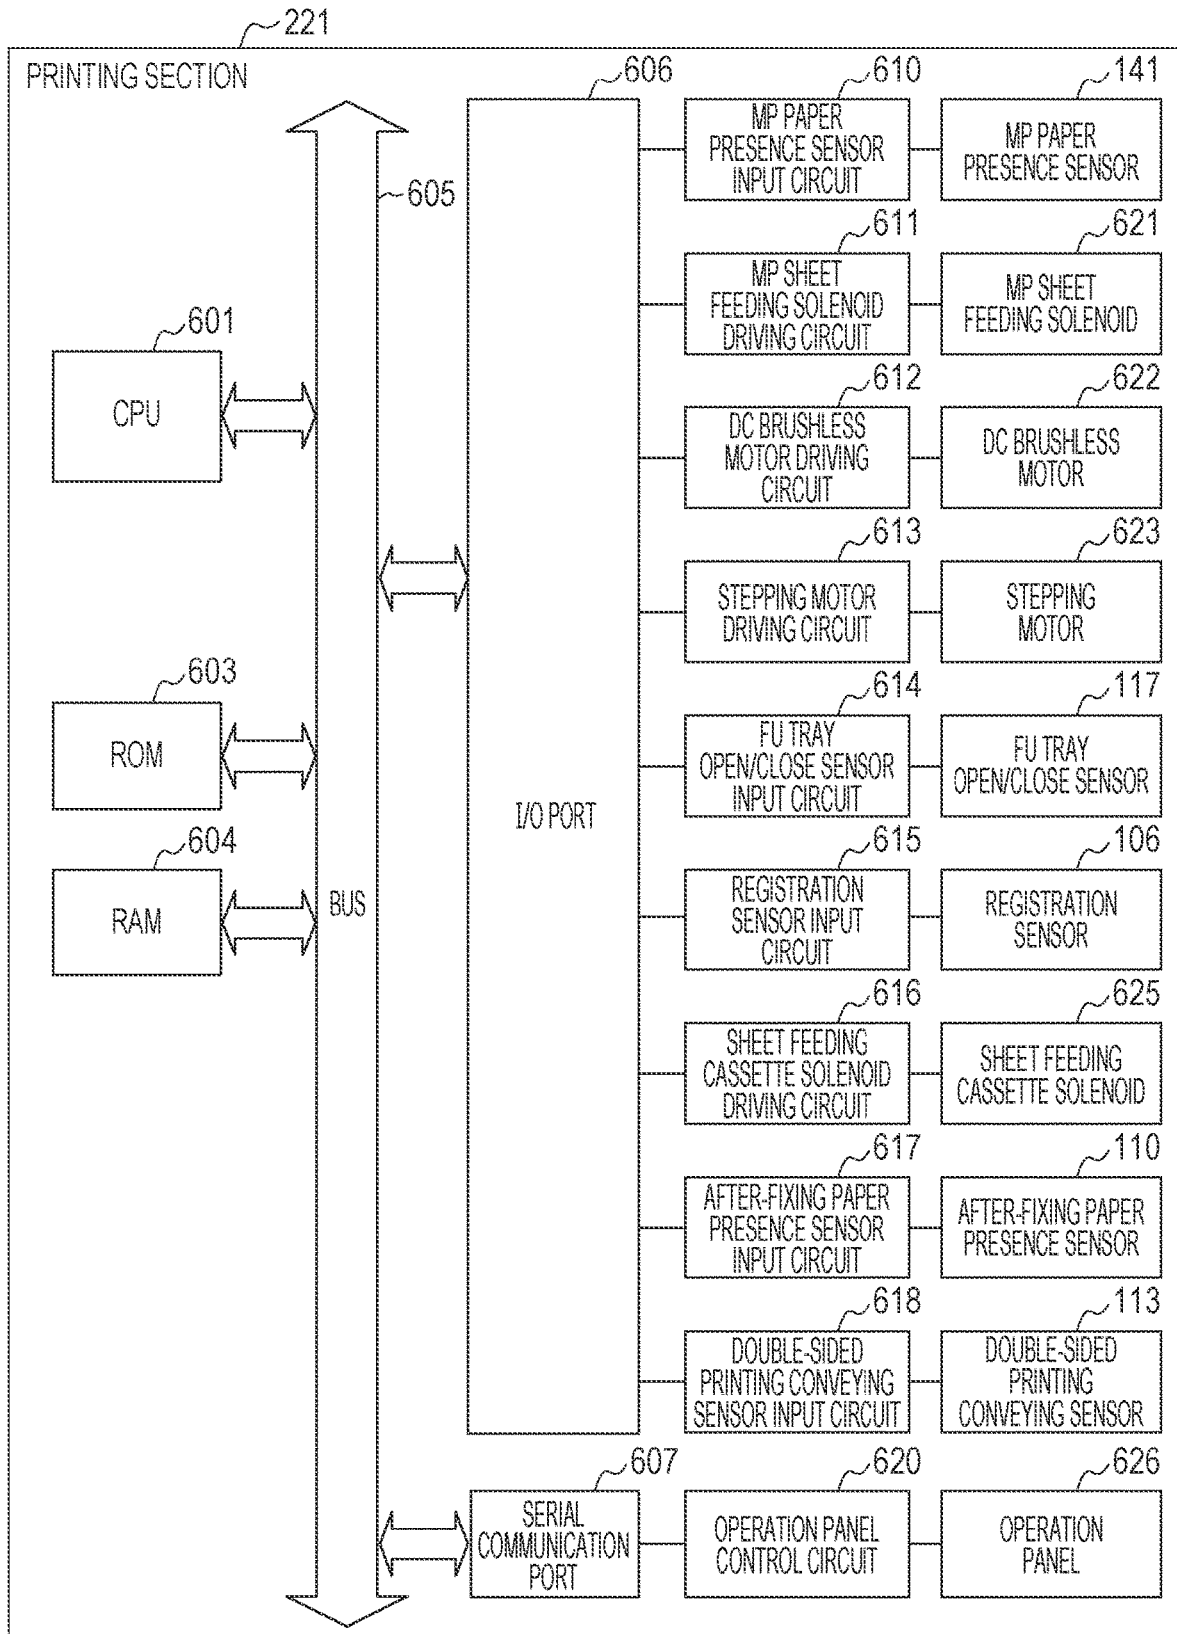 221
PRINTING SECTION
606
610
141
MP PAPER
PRESENCE SENSOR
INPUT CIRCUIT
MP PAPER
PRESENCE SENSOR
605
611
621
MP SHEET
FEEDING SOLENOID
DRIVING CIRCUIT
MP SHEET
FEEDING SOLENOID
601
CPU
612
622
DC BRUSHLESS
MOTOR DRIVING
CIRCUIT
DC BRUSHLESS
MOTOR
613
623
STEPPING MOTOR
DRIVING CIRCUIT
STEPPING
MOTOR
603
ROM
614
117
FU TRAY
OPEN/CLOSE SENSOR
INPUT CIRCUIT
FU TRAY
OPEN/CLOSE SENSOR
I/O PORT
604
RAM
BUS
615
106
REGISTRATION
SENSOR INPUT
CIRCUIT
REGISTRATION
SENSOR
616
625
SHEET FEEDING
CASSETTE SOLENOID
DRIVING CIRCUIT
SHEET FEEDING
CASSETTE SOLENOID
617
110
AFTER-FIXING PAPER
PRESENCE SENSOR
INPUT CIRCUIT
AFTER-FIXING PAPER
PRESENCE SENSOR
618
113
DOUBLE-SIDED
PRINTING CONVEYING
SENSOR INPUT CIRCUIT
DOUBLE-SIDED
PRINTING
CONVEYING SENSOR
607
620
626
SERIAL
COMMUNICATION
PORT
OPERATION PANEL
CONTROL CIRCUIT
OPERATION
PANEL